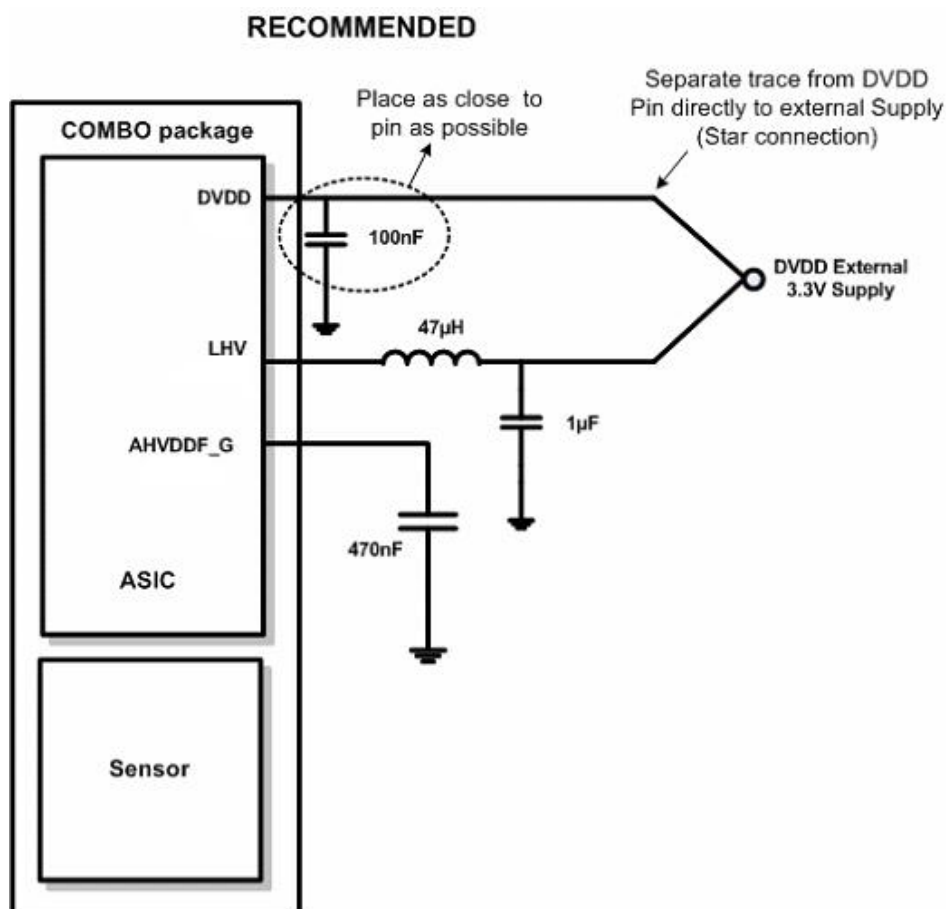 RECOMMENDED
Place as close to
pin as possible
Separate trace from DVDD
Pin directly to external Supply
(Star connection)
COMBO package
DVDD
100nF
DVDD External
3.3V Supply
47µH
LHV
1µF
AHVDDF_G
470nF
ASIC
Sensor